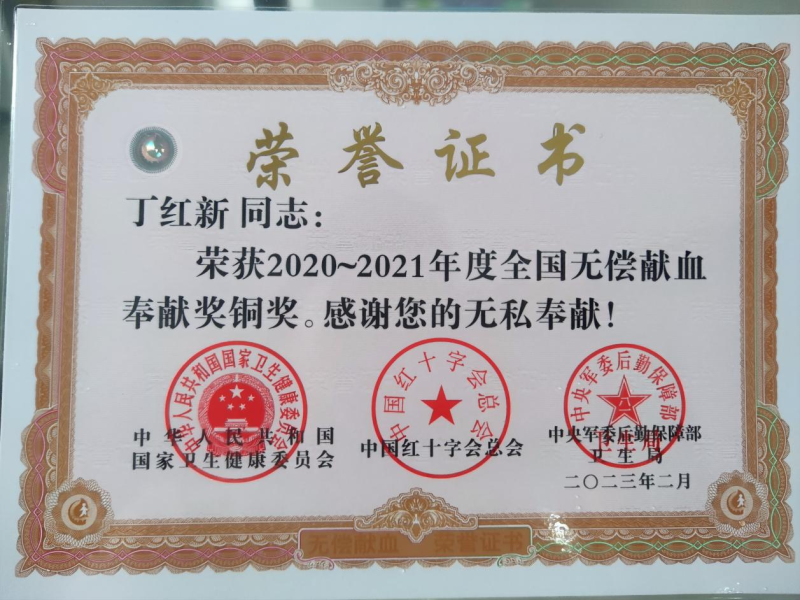 荣誉证书
丁红新 同志：
荣获2020~2021年度全国无偿献血
奉献奖铜奖。感谢您的无私奉献！
中华人民共和国国家卫生健康委员会
中华人民共和国
国家卫生健康委员会
中国红十字会总会
中国红十字会总会
中央军委后勤保障部
卫生局
中央军委后勤保障部
卫生局
二〇二三年二月
无偿献血 荣誉